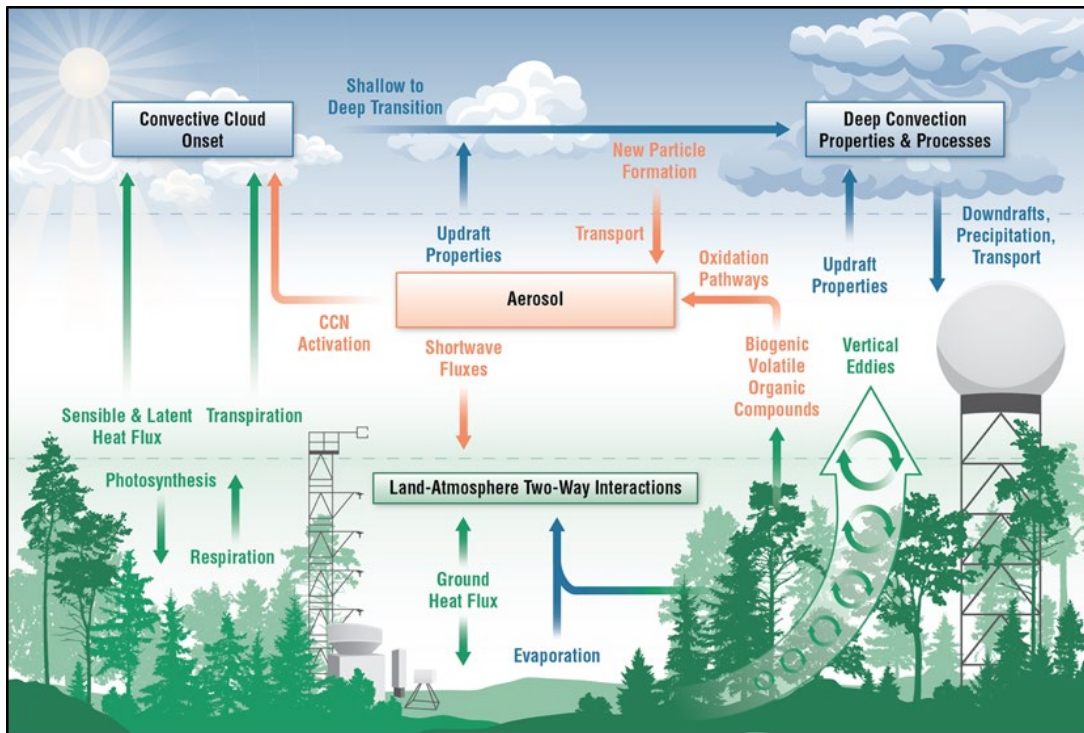 Shallow to
Deep Transition
Convective Cloud
Onset
Deep Convection
Properties & Processes
New Particle
Formation
Updraft
Properties
Transport
Oxidation
Pathways
Updraft
Properties
Downdrafts,
Precipitation,
Transport
Aerosol
CCN
Activation
Shortwave
Fluxes
Biogenic
Volatile
Organic
Compounds
Vertical
Eddies
Sensible & Latent
Heat Flux
Transpiration
Photosynthesis
Respiration
Land-Atmosphere Two-Way Interactions
Ground
Heat Flux
Evaporation